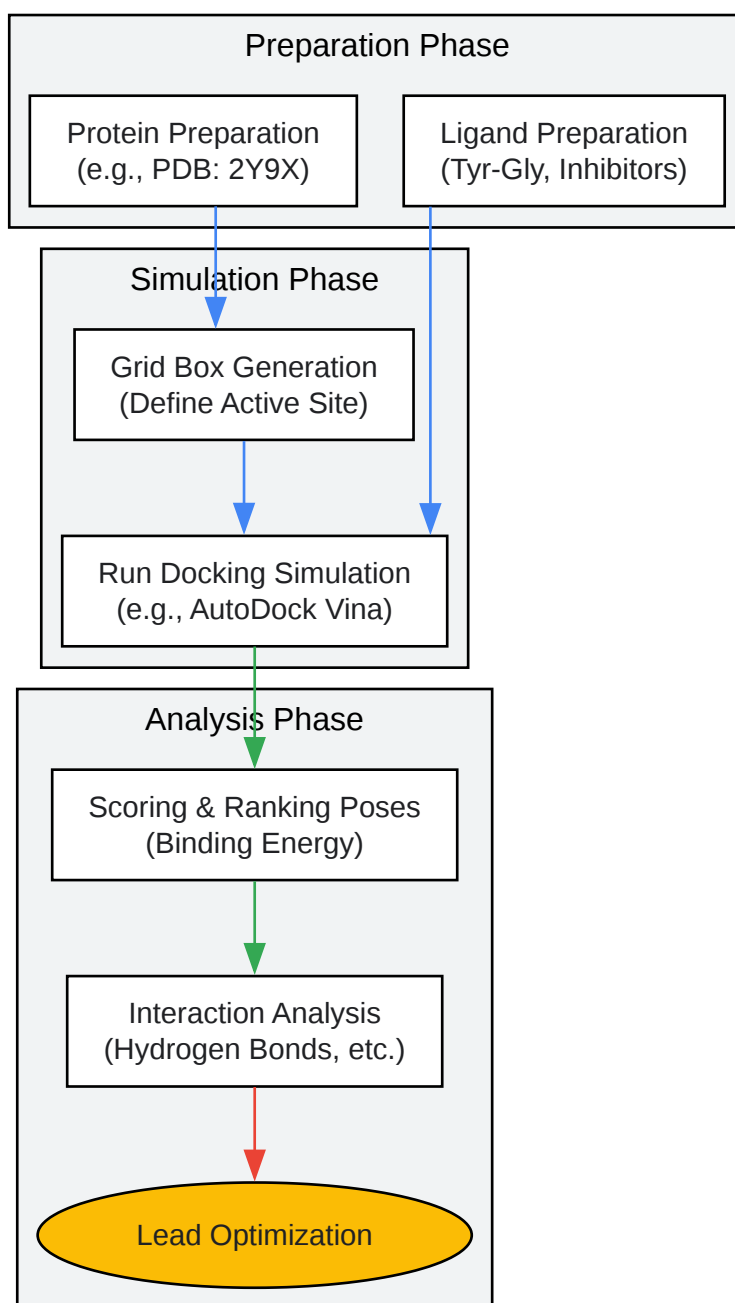 Preparation Phase
Protein Preparation
(e.g., PDB: 2Y9X)
Ligand Preparation
(Tyr-Gly, Inhibitors)
Simulation Phase
Grid Box Generation
(Define Active Site)
Run Docking Simulation
(e.g., AutoDock Vina)
Analysis Phase
Scoring & Ranking Poses
(Binding Energy)
Interaction Analysis
(Hydrogen Bonds, etc.)
Lead Optimization